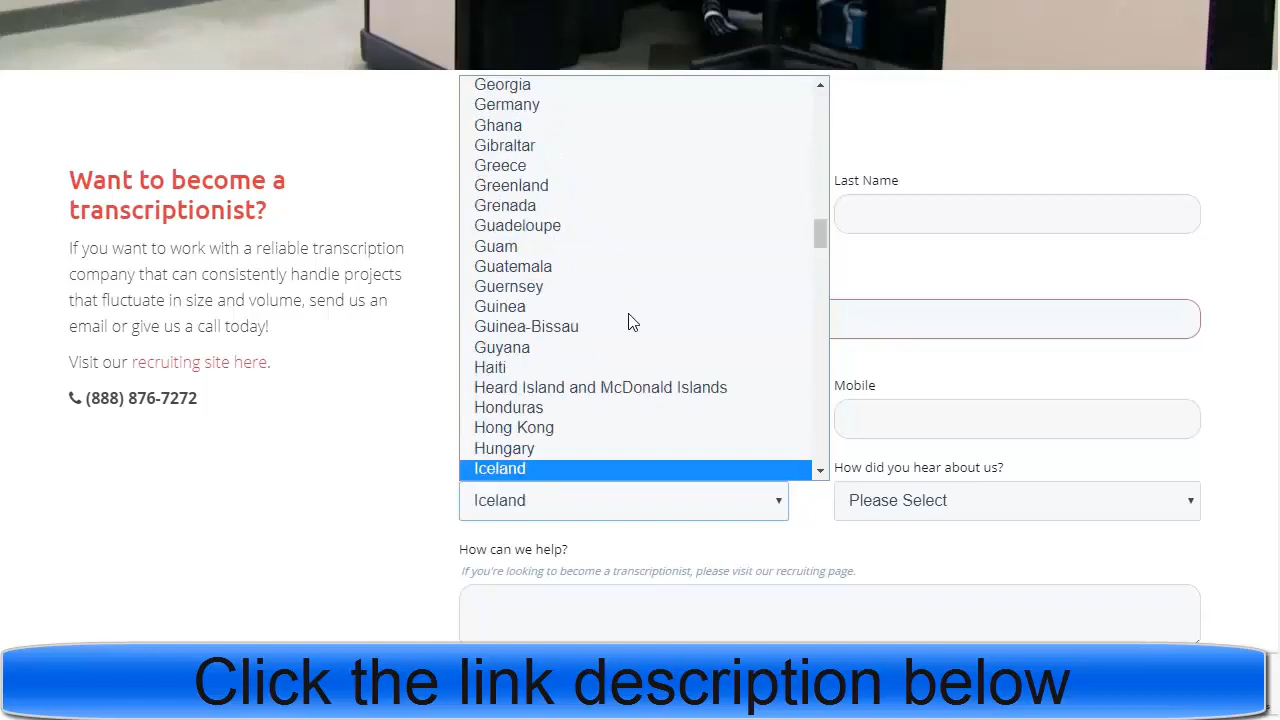 Want to become a
transcriptionist?
If you want to work with a reliable transcription
company that can consistently handle projects
that fluctuate in size and volume, send us an
email or give us a call today!
Visit our recruiting site here.
(888) 876-7272
Georgia
Germany
Ghana
Gibraltar
Greece
Greenland
Grenada
Guadeloupe
Guam
Guatemala
Guernsey
Guinea
Guinea-Bissau
Guyana
Haiti
Heard Island and McDonald Islands
Honduras
Hong Kong
Hungary
Iceland
Iceland
Last Name
Mobile
How did you hear about us?
Please Select
How can we help?
If you're looking to become a transcriptionist, please visit our recruiting page.
Click the link description below